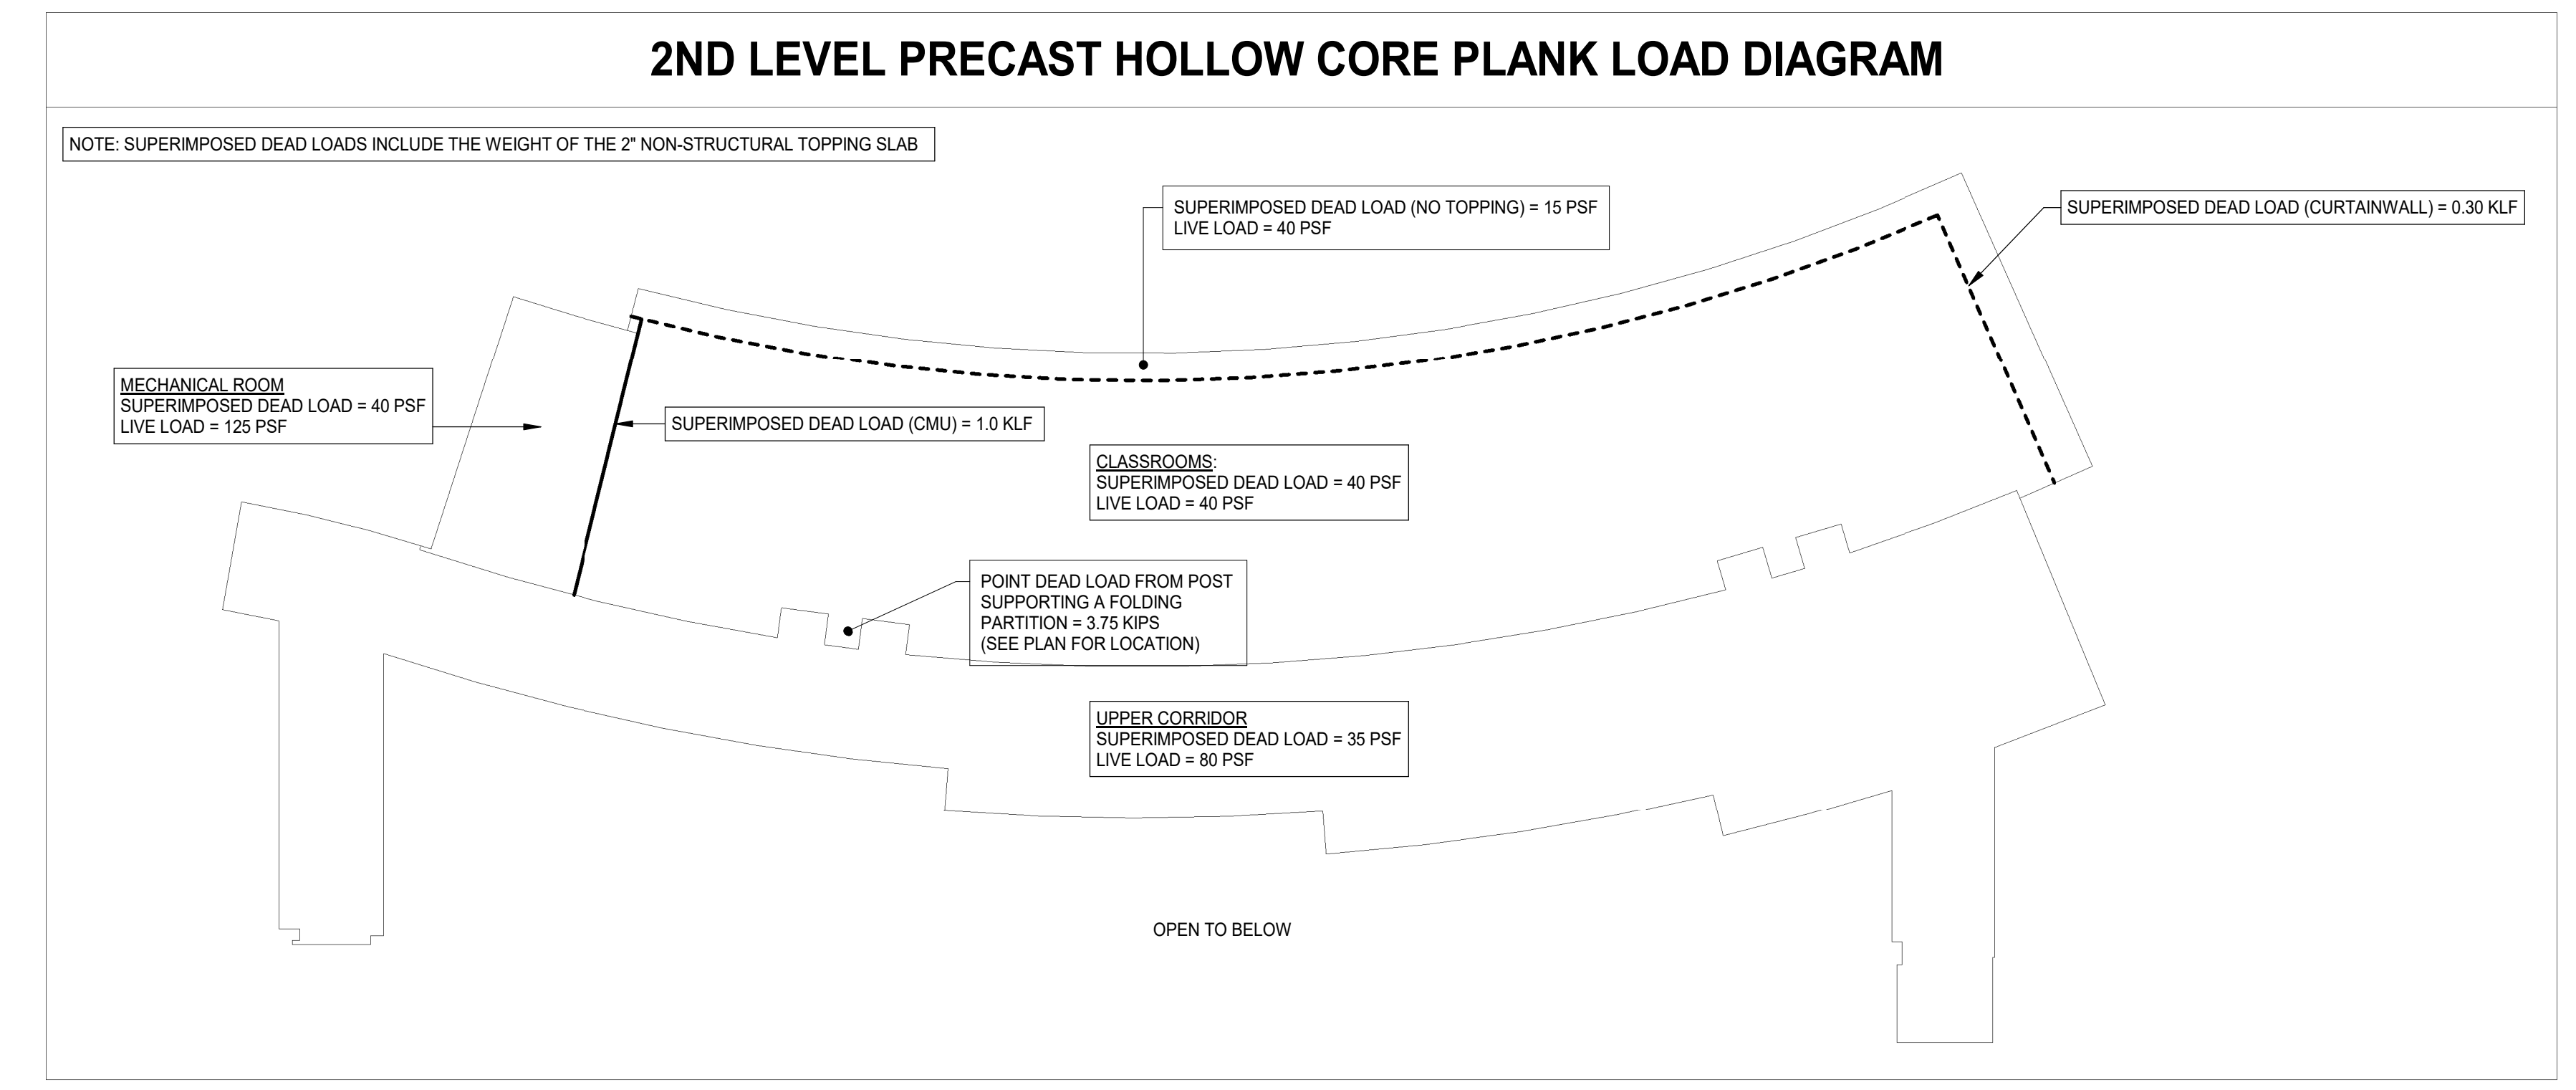 2ND LEVEL PRECAST HOLLOW CORE PLANK LOAD DIAGRAM
NOTE: SUPERIMPOSED DEAD LOADS INCLUDE THE WEIGHT OF THE 2" NON-STRUCTURAL TOPPING SLAB
SUPERIMPOSED DEAD LOAD (NO TOPPING) = 15 PSF
LIVE LOAD = 40 PSF
SUPERIMPOSED DEAD LOAD (CURTAINWALL) = 0.30 KLF
MECHANICAL ROOM
SUPERIMPOSED DEAD LOAD = 40 PSF
LIVE LOAD = 125 PSF
SUPERIMPOSED DEAD LOAD (CMU) = 1.0 KLF
CLASSROOMS:
SUPERIMPOSED DEAD LOAD = 40 PSF
LIVE LOAD = 40 PSF
POINT DEAD LOAD FROM POST
SUPPORTING A FOLDING
PARTITION = 3.75 KIPS
(SEE PLAN FOR LOCATION)
UPPER CORRIDOR
SUPERIMPOSED DEAD LOAD = 35 PSF
LIVE LOAD = 80 PSF
OPEN TO BELOW